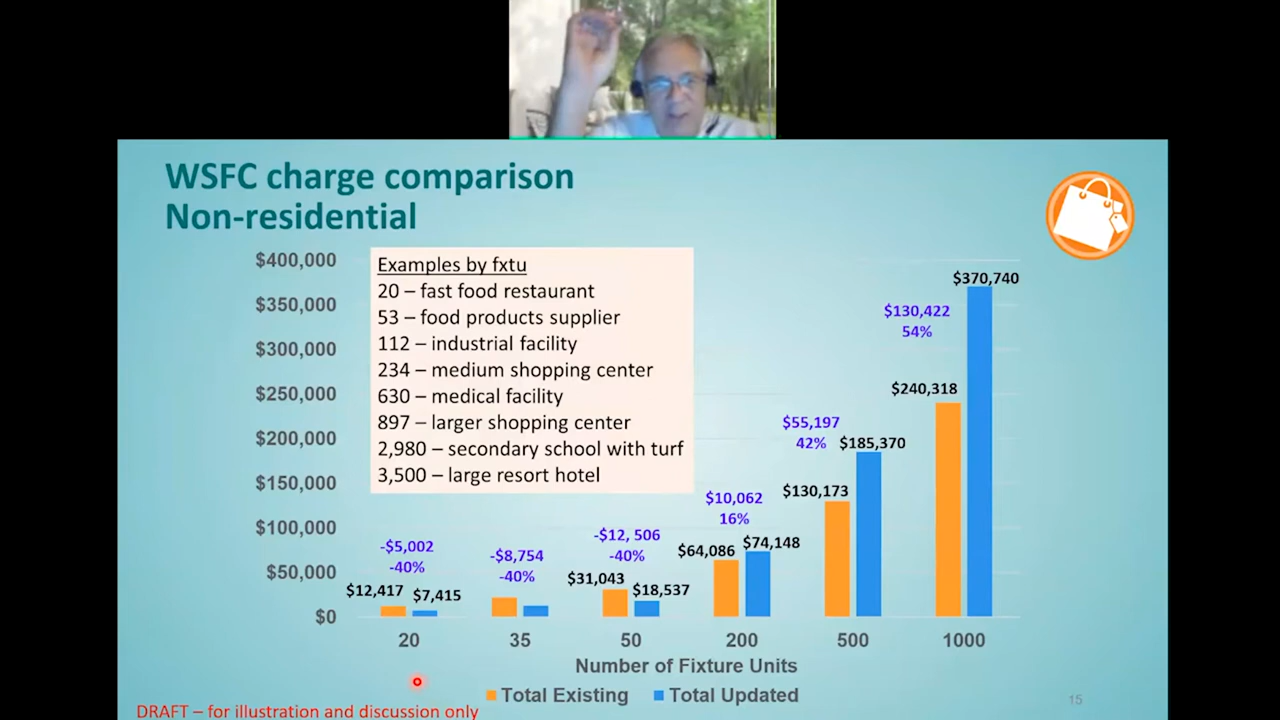 WSFC charge comparison
Non-residential
$400,000
$350,000
$300,000
$250,000
$200,000
$150,000
$100,000
$50,000
$0
Examples by fxtu
20 – fast food restaurant
53 – food products supplier
112 – industrial facility
234 – medium shopping center
630 – medical facility
897 – larger shopping center
2,980 – secondary school with turf
3,500 – large resort hotel
-$5,002
-40%
$12,417
$7,415
-$8,754
-40%
-$12, 506
-40%
$31,043
$18,537
$10,062
16%
$64,086
$74,148
$55,197
42%
$130,173
$185,370
$130,422
54%
$240,318
$370,740
20 35 50 200 500 1000
Number of Fixture Units
Total Existing Total Updated
DRAFT – for illustration and discussion only
15